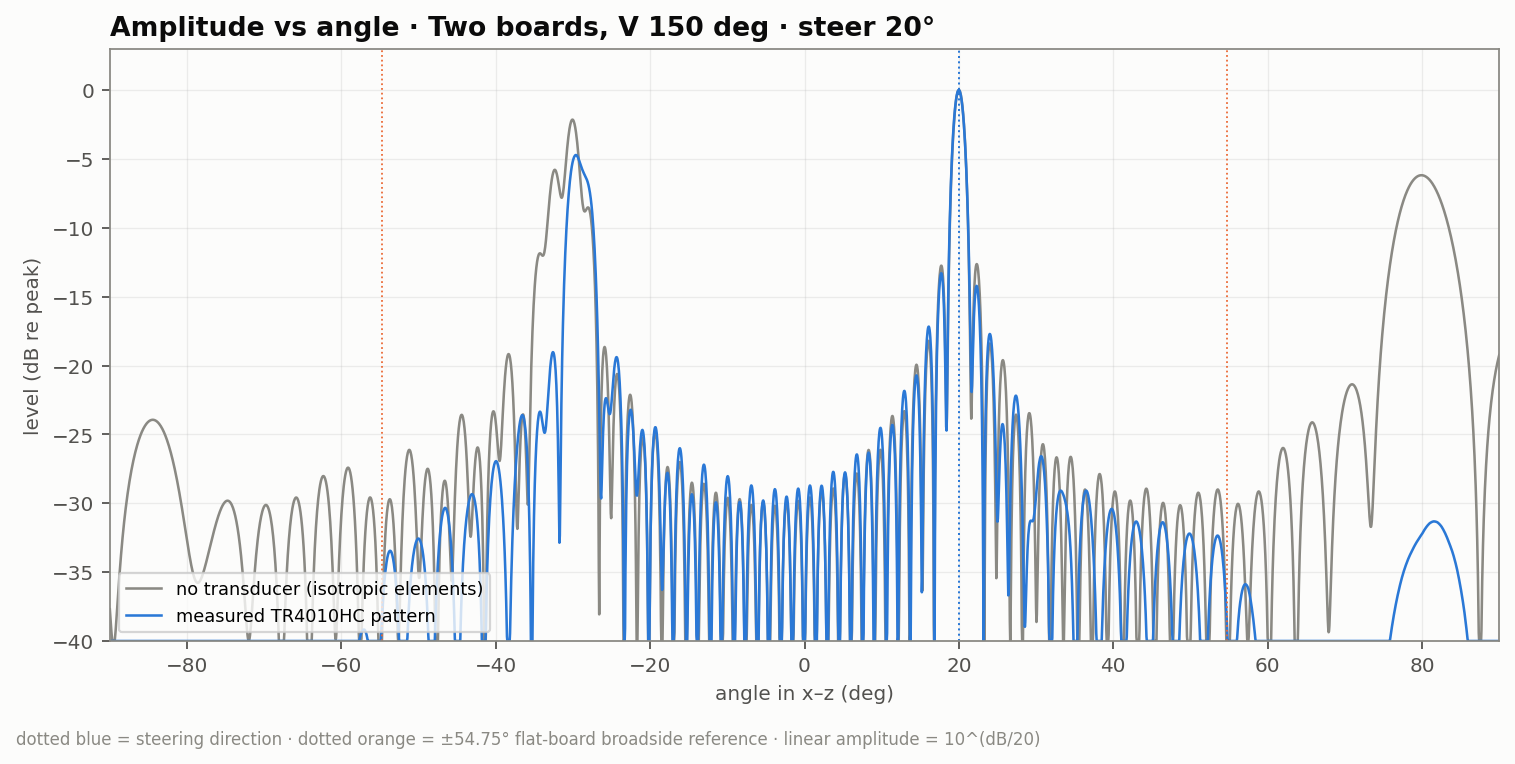 Amplitude vs angle · Two boards, V 150 deg · steer 20°
level (dB re peak)
0
−5
−10
−15
−20
−25
−30
−35
−40
no transducer (isotropic elements)
measured TR4010HC pattern
−80 −60 −40 −20 0 20 40 60 80
angle in x–z (deg)
dotted blue = steering direction · dotted orange = ±54.75° flat-board broadside reference · linear amplitude = 10^(dB/20)